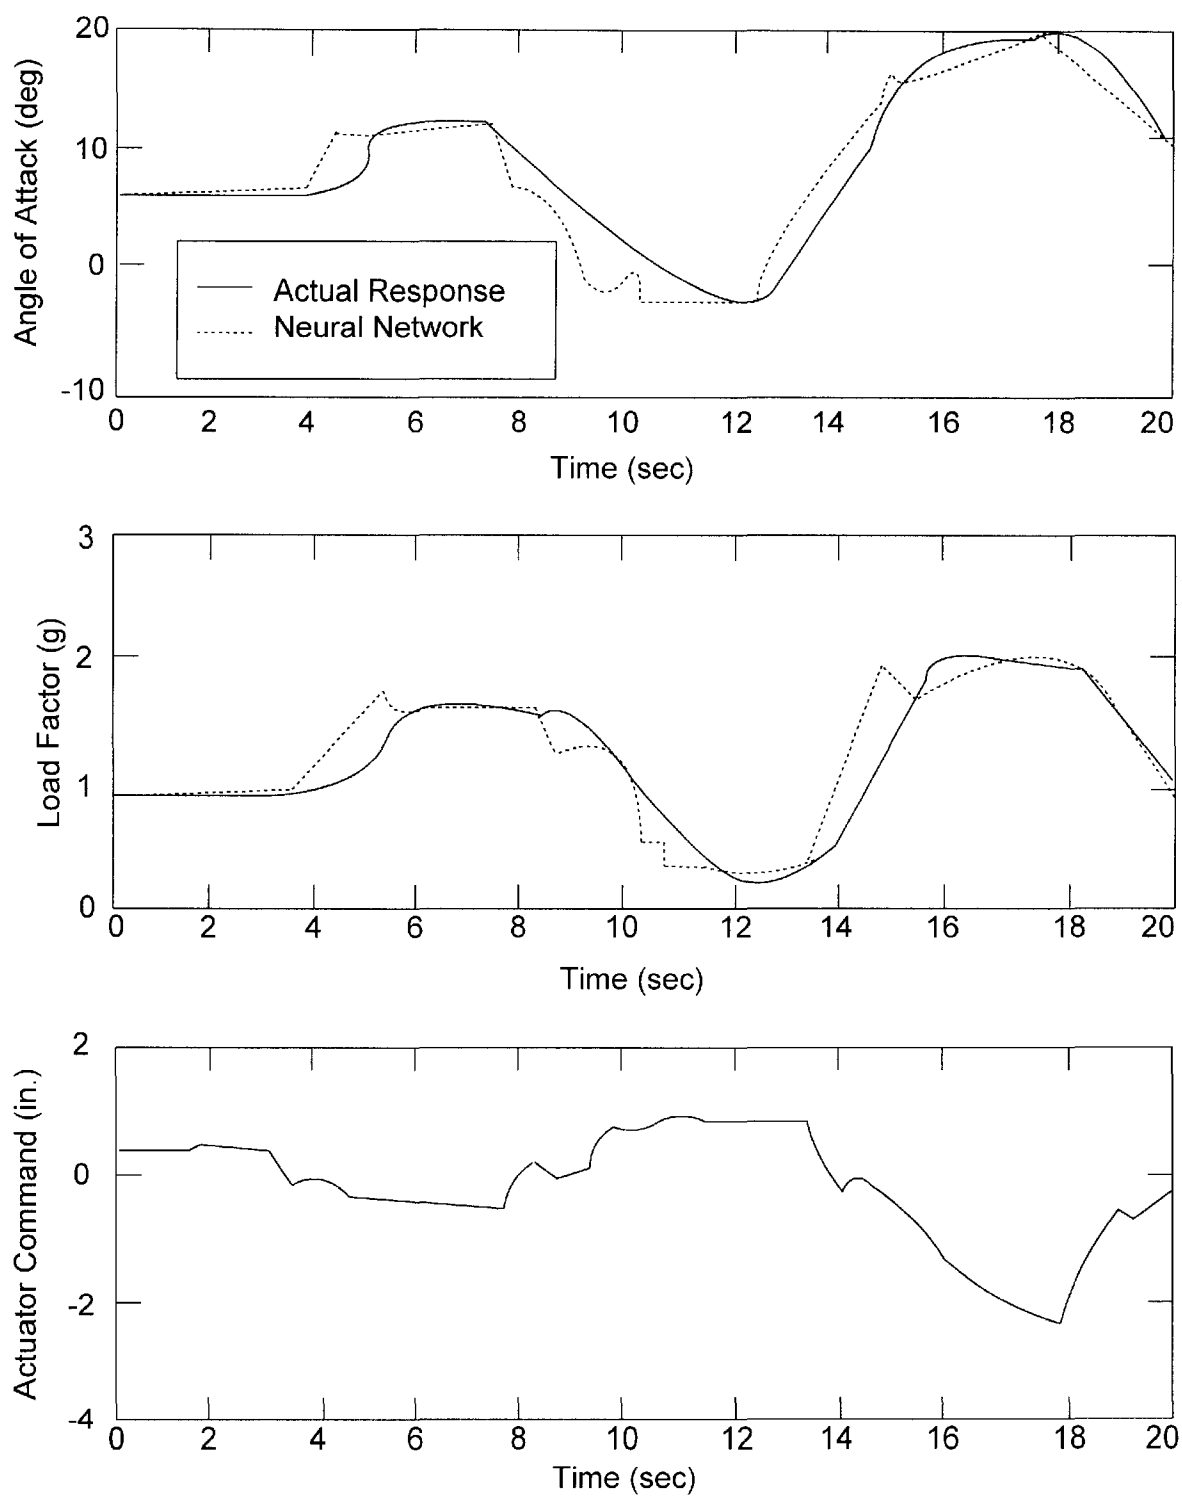 20
10
0
-10
Angle of Attack (deg)
Actual Response
Neural Network
0 2 4 6 8 10 12 14 16 18 20
Time (sec)
3
2
1
0
Load Factor (g)
0 2 4 6 8 10 12 14 16 18 20
Time (sec)
2
0
-2
-4
Actuator Command (in.)
0 2 4 6 8 10 12 14 16 18 20
Time (sec)